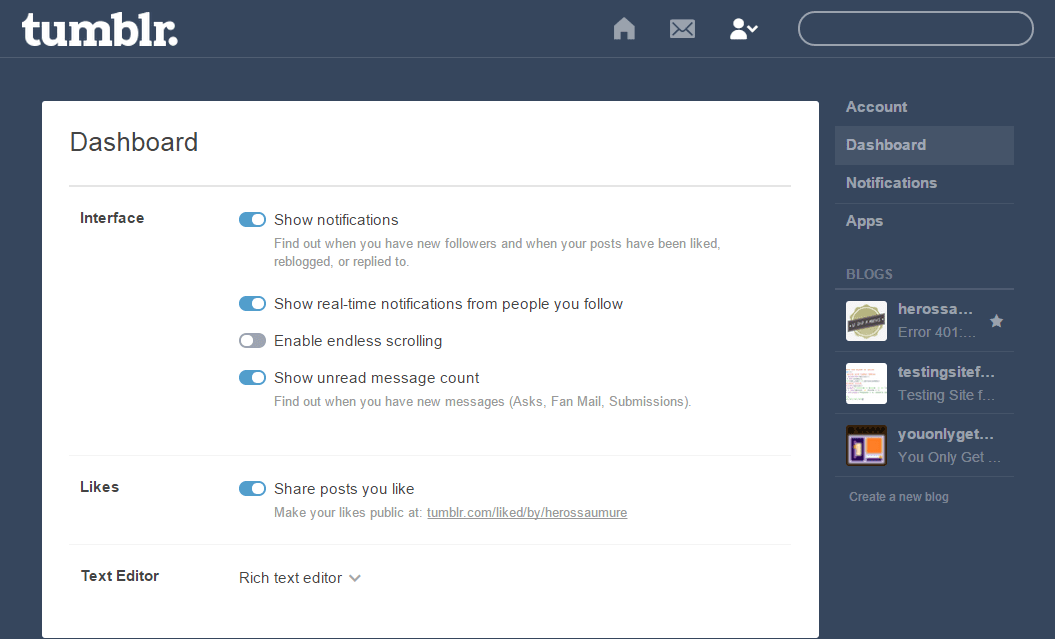 tumblr.
Dashboard
Interface
Show notifications
Find out when you have new followers and when your posts have been liked,
reblogged, or replied to.
Show real-time notifications from people you follow
Enable endless scrolling
Show unread message count
Find out when you have new messages (Asks, Fan Mail, Submissions).
Likes
Share posts you like
Make your likes public at: tumblr.com/liked/by/herossaumure
Text Editor
Rich text editor
Account
Dashboard
Notifications
Apps
BLOGS
herossa...
Error 401:...
testingsitef...
Testing Site f...
youonlyget...
You Only Get ...
Create a new blog